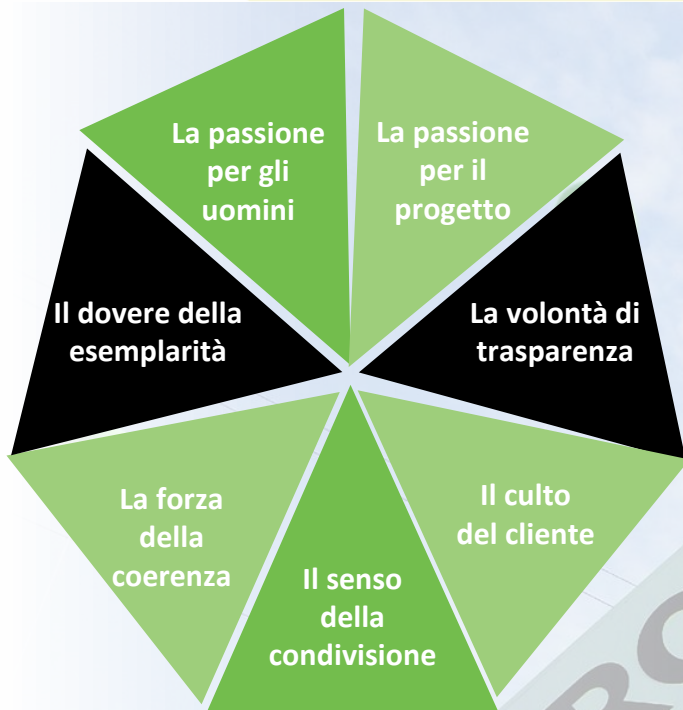 La passione
per gli
uomini
La passione
per il
progetto
Il dovere della
esemplarità
La volontà di
trasparenza
La forza
della
coerenza
Il culto
del cliente
Il senso
della
condivisione